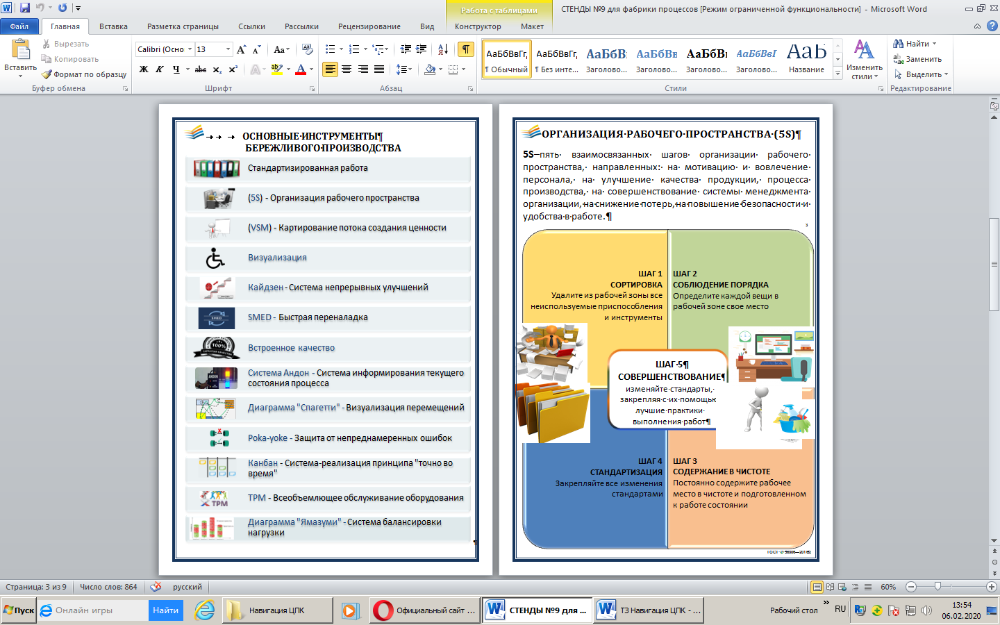 Работа с таблицами
СТЕНДЫ №9 для фабрики процессов [Режим ограниченной функциональности] - Microsoft Word
Файл
Главная
Вставка
Разметка страницы
Ссылки
Рассылки
Рецензирование
Вид
Конструктор
Макет
Вставить
Вырезать
Копировать
Формат по образцу
Буфер обмена
Calibri (Осно
13
Шрифт
Абзац
АаБбВвГг,
¶ Обычный
АаБбВвГг,
¶ Без инте...
АаБбВ
Заголово...
АаБбВв
Заголово...
АаБбВı
Заголово...
АаБбВвІ
Заголово...
АаБ
Название
Изменить
стили
Стили
Найти
Заменить
Выделить
Редактирование
ОСНОВНЫЕ·ИНСТРУМЕНТЫ¶
БЕРЕЖЛИВОГО·ПРОИЗВОДСТВА
Стандартизированная работа
(5S) - Организация рабочего пространства
(VSM) - Картирование потока создания ценности
Визуализация
Кайдзен - Система непрерывных улучшений
SMED
SMED - Быстрая переналадка
100%
Встроенное качество
ANDON
Система Андон - Система информирования текущего
состояния процесса
Диаграмма "Спагетти" - Визуализация перемещений
Poka-yoke - Защита от непреднамеренных ошибок
Канбан - Система-реализация принципа "точно во
время"
TPM
TPM - Всеобъемлющее обслуживание оборудования
Диаграмма "Ямазуми" - Система балансировки
нагрузки
ОРГАНИЗАЦИЯ·РАБОЧЕГО·ПРОСТРАНСТВА·(5S)¶
5S–пять· взаимосвязанных· шагов· организации· рабочего·
пространства,· направленных:· на· мотивацию· и· вовлечение·
персонала,· на· улучшение· качества· продукции,· процесса·
производства,· на· совершенствование· системы· менеджмента·
организации,·на·снижение·потерь,·на·повышение·безопасности·и·
удобства·в·работе.¶
3
ШАГ 1
СОРТИРОВКА
Удалите из рабочей зоны все
неиспользуемые приспособления
и инструменты
ШАГ 2
СОБЛЮДЕНИЕ ПОРЯДКА
Определите каждой вещи в
рабочей зоне свое место
ШАГ·5¶
СОВЕРШЕНСТВОВАНИЕ¶
изменяйте·стандарты,·
закрепляя·с·их·помощьк
лучшие·практики·
выполнения·работ¶
ШАГ 4
СТАНДАРТИЗАЦИЯ
Закрепляйте все изменения
стандартами
ШАГ 3
СОДЕРЖАНИЕ В ЧИСТОТЕ
Постоянно содержите рабочее
место в чистоте и подготовленном
к работе состоянии
Страница: 3 из 9
Число слов: 864
русский
60%
Пуск
Онлайн игры
Найти
Навигация ЦПК
Официальный сайт ...
СТЕНДЫ №9 для ...
ТЗ Навигация ЦПК - ...
Рабочий стол
RU
13:54
06.02.2020